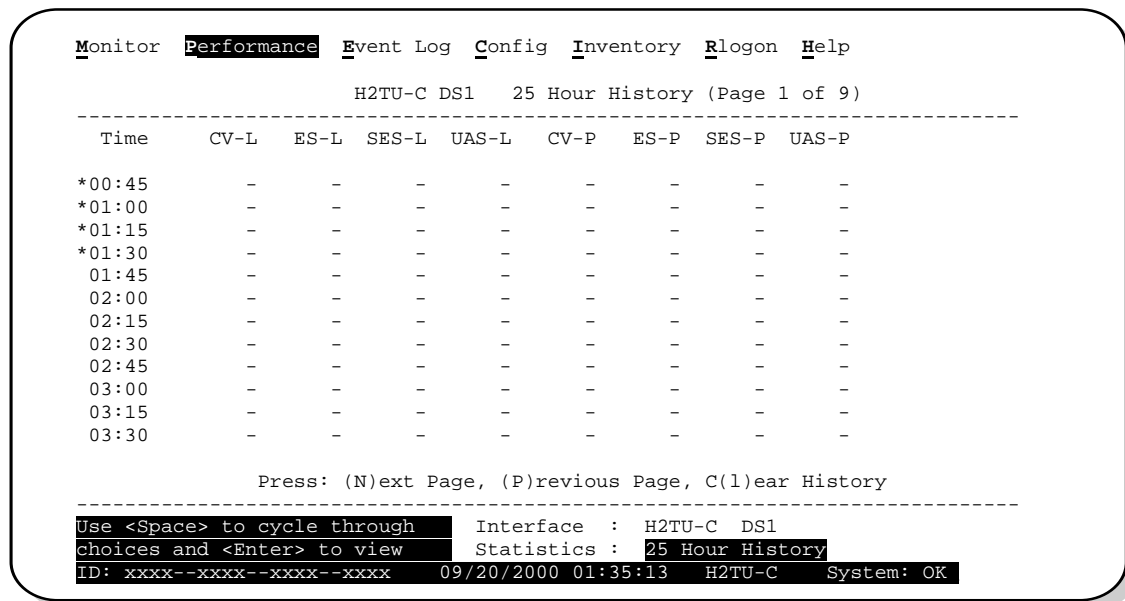 Monitor Performance Event Log Config Inventory Rlogon Help
H2TU-C DS1 25 Hour History (Page 1 of 9)
--------------------------------------------------------------------------------
Time CV-L ES-L SES-L UAS-L CV-P ES-P SES-P UAS-P
*00:45 - - - - - - - -
*01:00 - - - - - - - -
*01:15 - - - - - - - -
*01:30 - - - - - - - -
01:45 - - - - - - - -
02:00 - - - - - - - -
02:15 - - - - - - - -
02:30 - - - - - - - -
02:45 - - - - - - - -
03:00 - - - - - - - -
03:15 - - - - - - - -
03:30 - - - - - - - -
Press: (N)ext Page, (P)revious Page, C(l)ear History
--------------------------------------------------------------------------------
Use <Space> to cycle through Interface : H2TU-C DS1
choices and <Enter> to view Statistics : 25 Hour History
ID: xxxx--xxxx--xxxx--xxxx 09/20/2000 01:35:13 H2TU-C System: OK